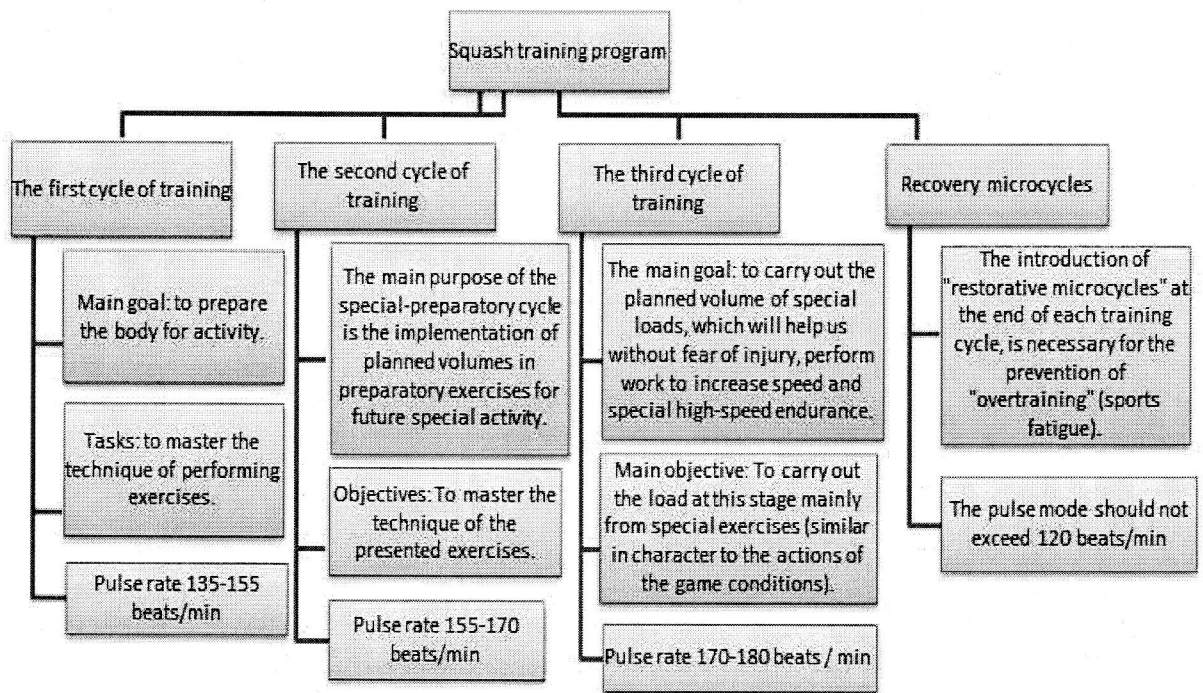 Squash training program
The first cycle of training
Main goal: to prepare
the body for activity.
Tasks: to master the
technique of performing
exercises.
Pulse rate 135-155
beats/min
The second cycle of
training
The main purpose of the
special-preparatory cycle
is the implementation of
planned volumes in
preparatory exercises for
future special activity.
Objectives: To master the
technique of the
presented exercises.
Pulse rate 155-170
beats/min
The third cycle of
training
The main goal: to carry out the
planned volume of special
loads, which will help us
without fear of injury, perform
work to increase speed and
special high-speed endurance.
Main objective: To carry out
the load at this stage mainly
from special exercises (similar
in character to the actions of
the game conditions).
Pulse rate 170-180 beats / min
Recovery microcycles
The introduction of
"restorative microcycles" at
the end of each training
cycle, is necessary for the
prevention of
"overtraining" (sports
fatigue).
The pulse mode should not
exceed 120 beats/min